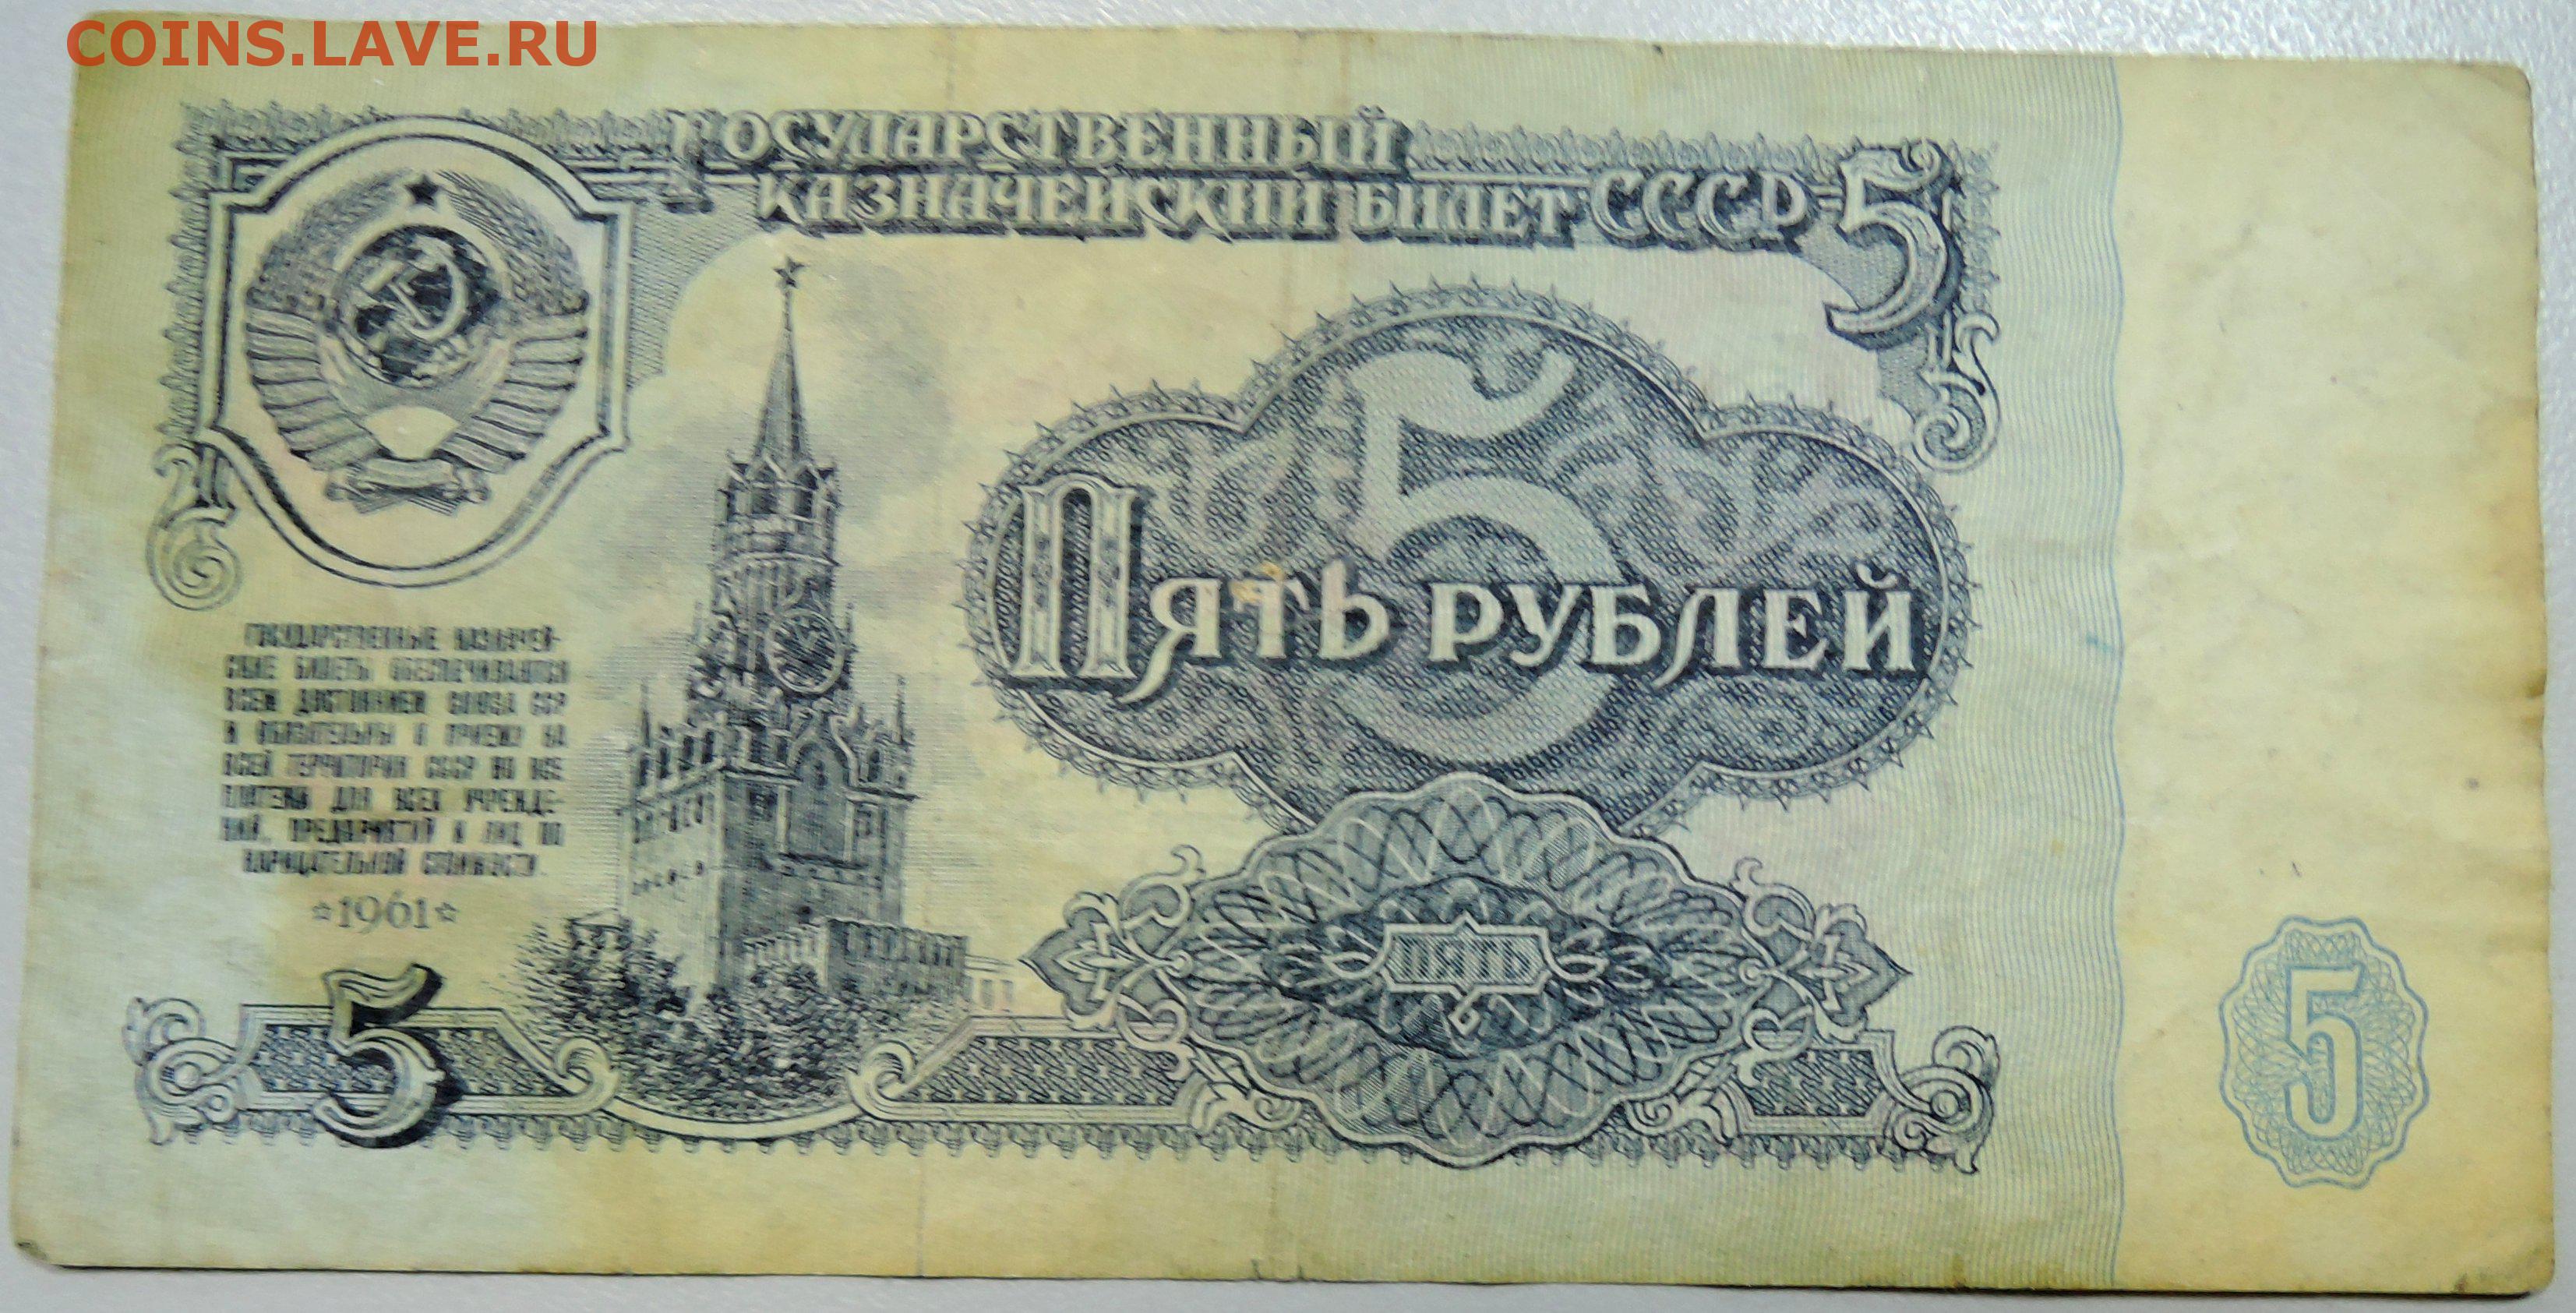 COINS.LAVE.RU
ГОСУДАРСТВЕННЫЙ
КАЗНАЧЕЙСКИЙ БИЛЕТ СССР 5
5
ПЯТЬ РУБЛЕЙ
ГОСУДАРСТВЕННЫЕ КАЗНАЧЕЙ-
СКИЕ БИЛЕТЫ ОБЕСПЕЧИВАЮТСЯ
ВСЕМ ДОСТОЯНИЕМ СОЮЗА ССР
И ОБЯЗАТЕЛЬНЫ К ПРИЕМУ НА
ВСЕЙ ТЕРРИТОРИИ СССР ВО ВСЕ
ПЛАТЕЖИ ДЛЯ ВСЕХ УЧРЕЖДЕ-
НИЙ, ПРЕДПРИЯТИЙ И ЛИЦ ПО
НАРИЦАТЕЛЬНОЙ СТОИМОСТИ.
☆1961☆
ПЯТЬ
5
5